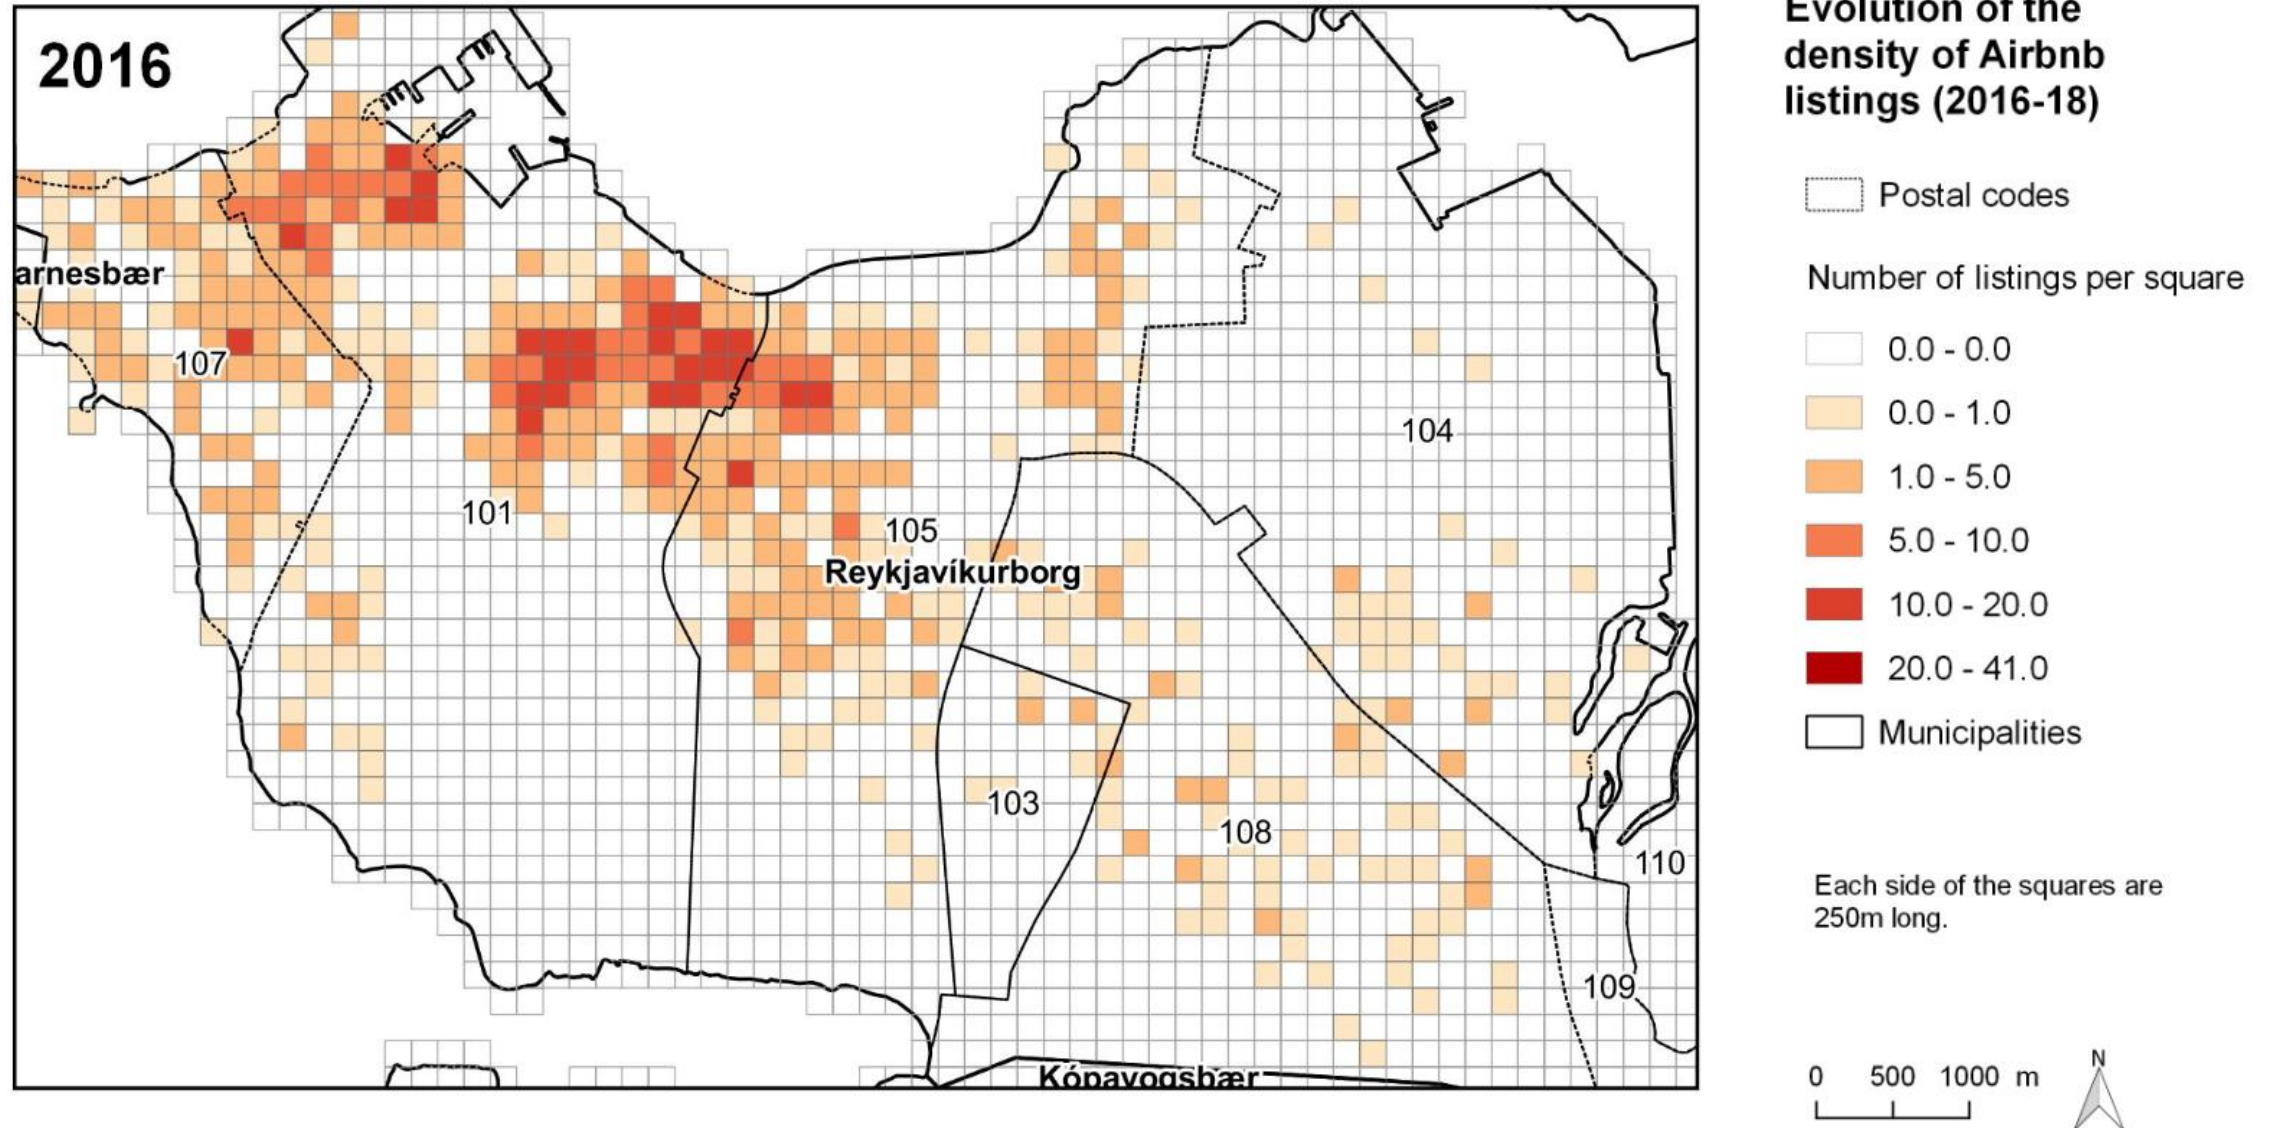 2016
Evolution of the
density of Airbnb
listings (2016-18)
Postal codes
Number of listings per square
0.0 - 0.0
0.0 - 1.0
1.0 - 5.0
5.0 - 10.0
10.0 - 20.0
20.0 - 41.0
Municipalities
Each side of the squares are
250m long.
0 500 1000 m
N
arnesbær
107
101
105
Reykjavíkurborg
104
103
108
110
109
Kópavogsbær